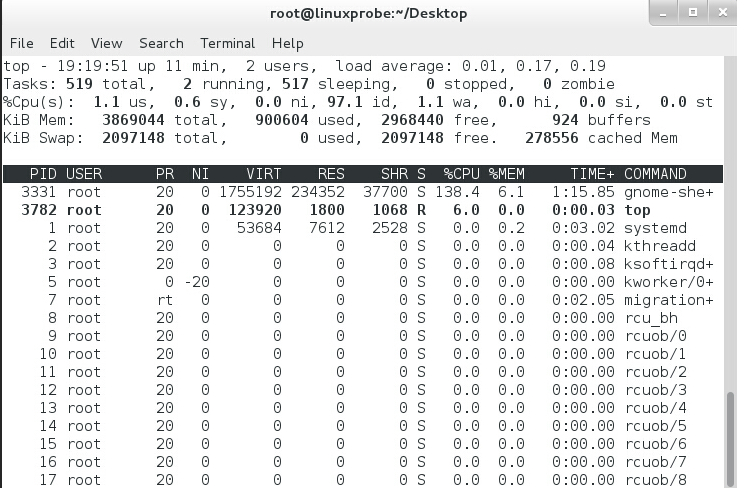 root@linuxprobe:~/Desktop
File Edit View Search Terminal Help
top - 19:19:51 up 11 min, 2 users, load average: 0.01, 0.17, 0.19
Tasks: 519 total, 2 running, 517 sleeping, 0 stopped, 0 zombie
%Cpu(s): 1.1 us, 0.6 sy, 0.0 ni, 97.1 id, 1.1 wa, 0.0 hi, 0.0 si, 0.0 st
KiB Mem: 3869044 total, 900604 used, 2968440 free, 924 buffers
KiB Swap: 2097148 total, 0 used, 2097148 free. 278556 cached Mem
PID USER PR NI VIRT RES SHR S %CPU %MEM TIME+ COMMAND
3331 root 20 0 1755192 234352 37700 S 138.4 6.1 1:15.85 gnome-she+
3782 root 20 0 123920 1800 1068 R 6.0 0.0 0:00.03 top
1 root 20 0 53684 7612 2528 S 0.0 0.2 0:03.02 systemd
2 root 20 0 0 0 0 S 0.0 0.0 0:00.04 kthreadd
3 root 20 0 0 0 0 S 0.0 0.0 0:00.08 ksoftirqd+
5 root 0 -20 0 0 0 S 0.0 0.0 0:00.00 kworker/0+
7 root rt 0 0 0 0 S 0.0 0.0 0:02.05 migration+
8 root 20 0 0 0 0 S 0.0 0.0 0:00.00 rcu_bh
9 root 20 0 0 0 0 S 0.0 0.0 0:00.00 rcuob/0
10 root 20 0 0 0 0 S 0.0 0.0 0:00.00 rcuob/1
11 root 20 0 0 0 0 S 0.0 0.0 0:00.00 rcuob/2
12 root 20 0 0 0 0 S 0.0 0.0 0:00.00 rcuob/3
13 root 20 0 0 0 0 S 0.0 0.0 0:00.00 rcuob/4
14 root 20 0 0 0 0 S 0.0 0.0 0:00.00 rcuob/5
15 root 20 0 0 0 0 S 0.0 0.0 0:00.00 rcuob/6
16 root 20 0 0 0 0 S 0.0 0.0 0:00.00 rcuob/7
17 root 20 0 0 0 0 S 0.0 0.0 0:00.00 rcuob/8